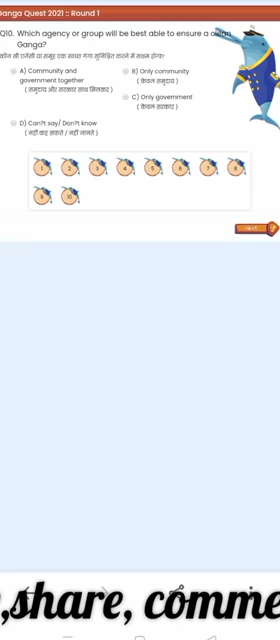 Ganga Quest 2021 :: Round 1
Q10. Which agency or group will be best able to ensure a clean
Ganga?
कौन सी एजेंसी या समूह एक स्वच्छ गंगा सुनिश्चित करने में सक्षम होगा?
A) Community and
government together
( समुदाय और सरकार साथ मिलकर )
B) Only community
( केवल समुदाय )
C) Only government
( केवल सरकार )
D) Can?t say/ Don?t know
( नहीं कह सकते / नहीं जानते )
1 2 3 4 5 6 7 8
9 10
Next
,share, comme